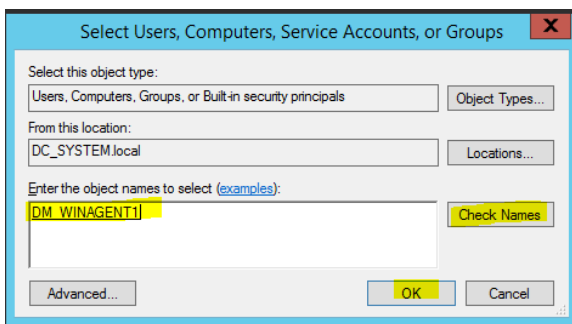 Select Users, Computers, Service Accounts, or Groups
Select this object type:
Users, Computers, Groups, or Built-in security principals
Object Types...
From this location:
DC_SYSTEM.local
Locations...
Enter the object names to select (examples):
DM_WINAGENT1
Check Names
Advanced...
OK
Cancel